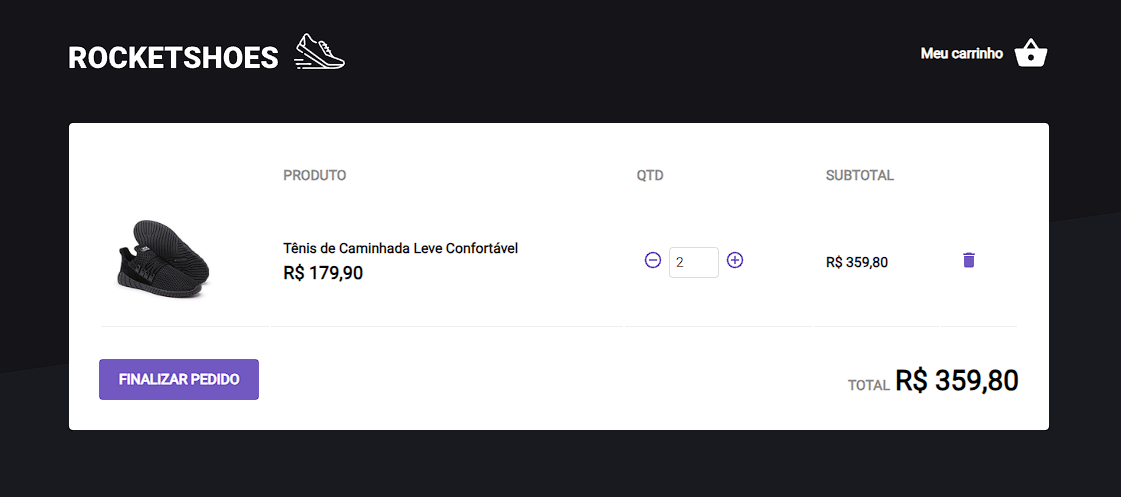 ROCKETSHOES
Meu carrinho
PRODUTO QTD SUBTOTAL
Tênis de Caminhada Leve Confortável
R$ 179,90
2
R$ 359,80
FINALIZAR PEDIDO
TOTAL R$ 359,80